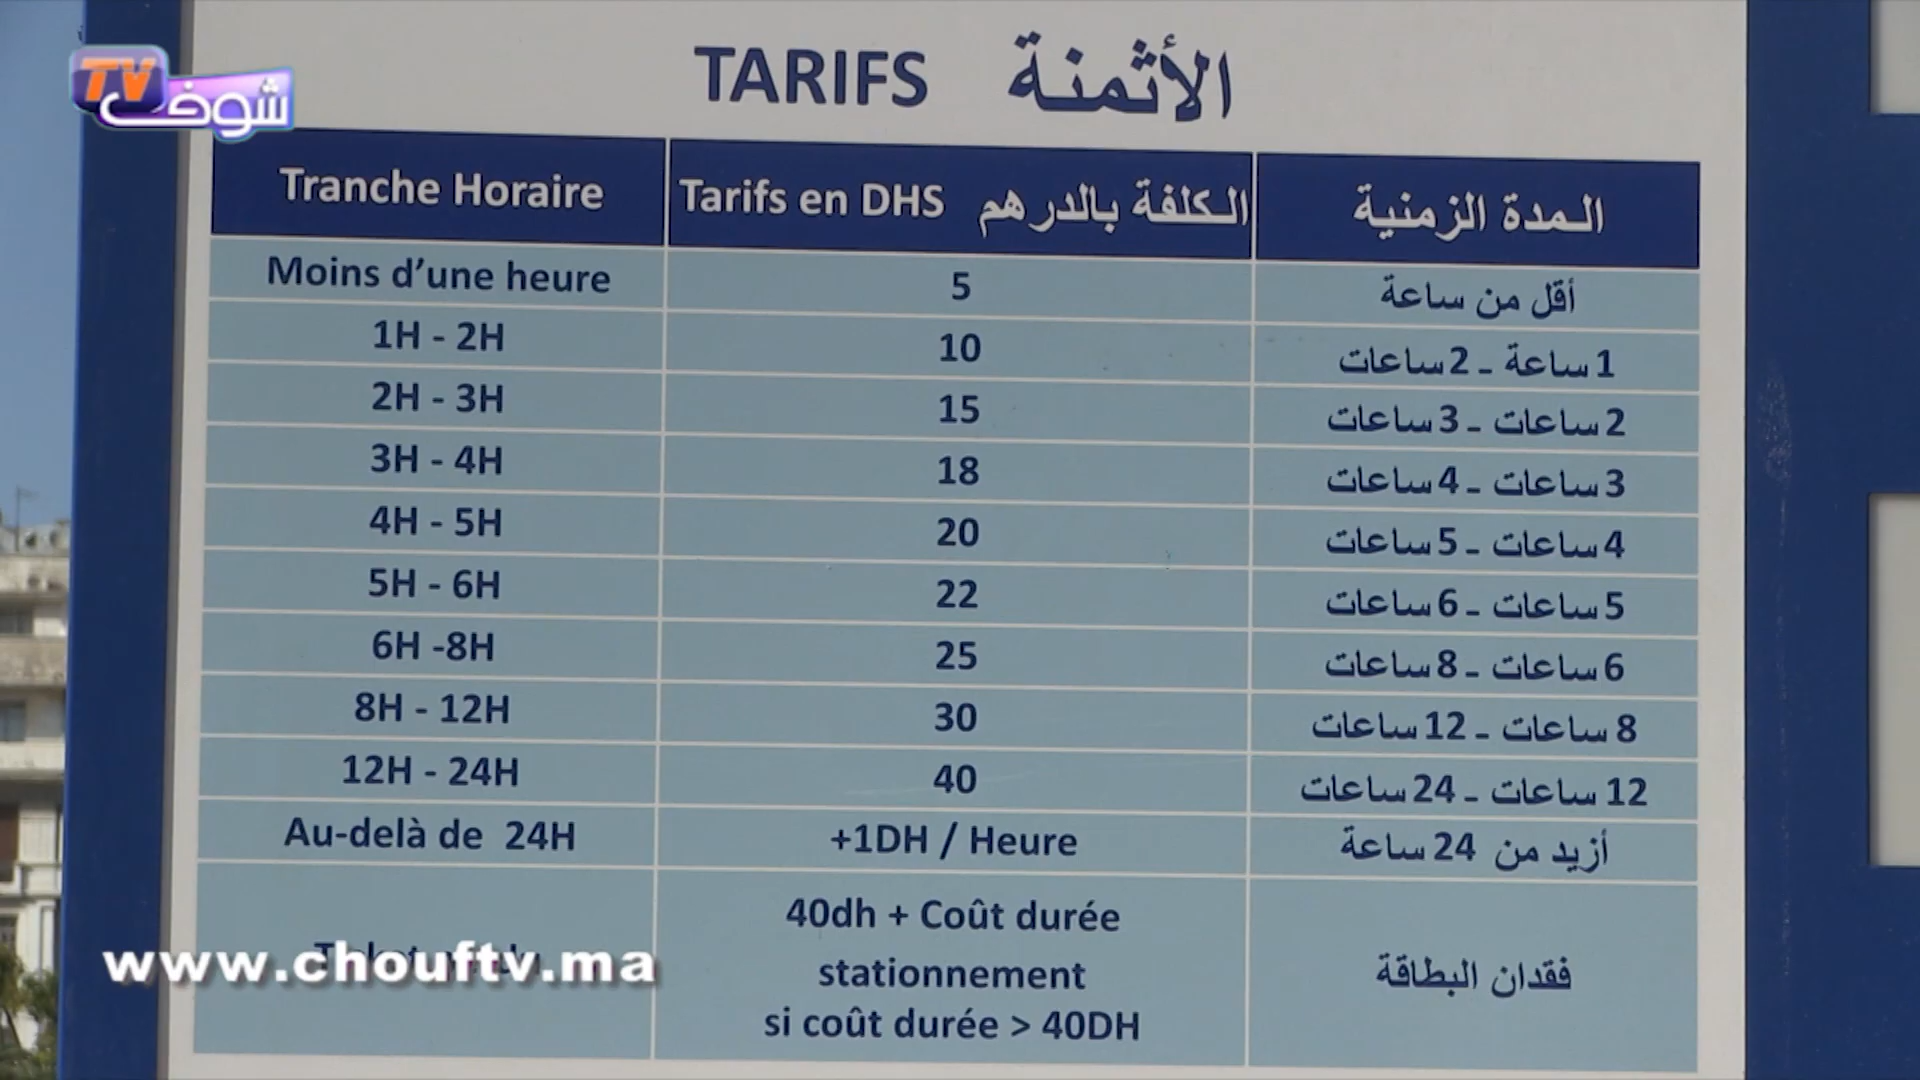 TV شوف
TARIFS الأثمنة
Tranche Horaire Tarifs en DHS الكلفة بالدرهم المدة الزمنية
Moins d’une heure 5 أقل من ساعة
1H - 2H 10 1 ساعة - 2 ساعات
2H - 3H 15 2 ساعات - 3 ساعات
3H - 4H 18 3 ساعات - 4 ساعات
4H - 5H 20 4 ساعات - 5 ساعات
5H - 6H 22 5 ساعات - 6 ساعات
6H -8H 25 6 ساعات - 8 ساعات
8H - 12H 30 8 ساعات - 12 ساعات
12H - 24H 40 12 ساعات - 24 ساعات
Au-delà de 24H +1DH / Heure أزيد من 24 ساعة
40dh + Coût durée
stationnement
si coût durée > 40DH
فقدان البطاقة
www.chouftv.ma